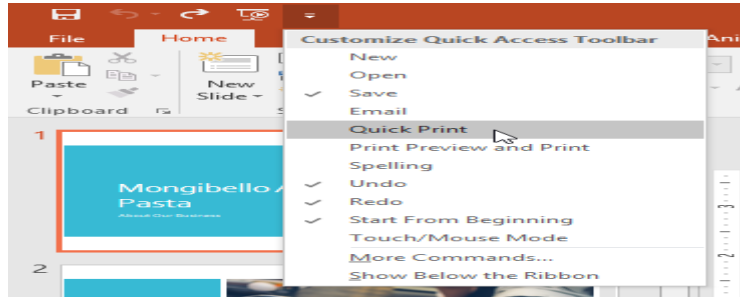 File Home Ani
Customize Quick Access Toolbar
New
Open
Save
Email
Quick Print
Print Preview and Print
Spelling
Undo
Redo
Start From Beginning
Touch/Mouse Mode
More Commands...
Show Below the Ribbon
Paste
New
Slide
Clipboard
1
Mongibello
Pasta
About Our Business
2